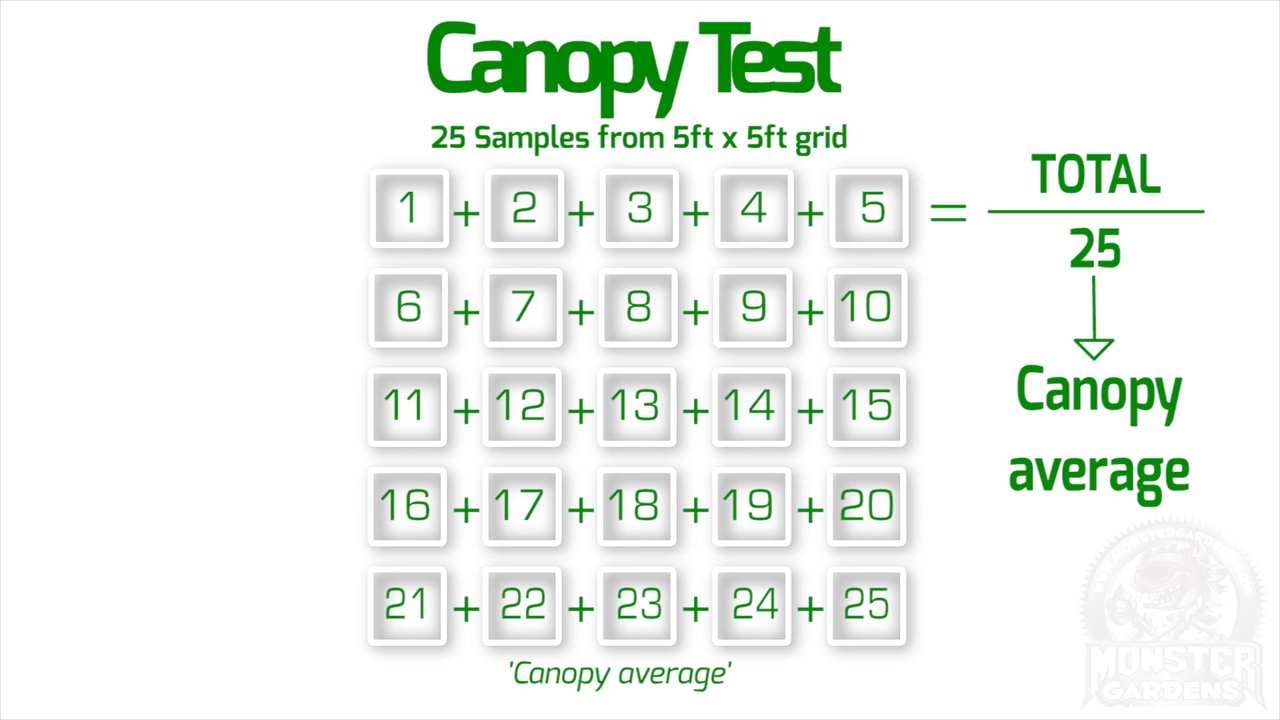 Canopy Test
25 Samples from 5ft x 5ft grid
1 + 2 + 3 + 4 + 5 = TOTAL
25
6 + 7 + 8 + 9 + 10
11 + 12 + 13 + 14 + 15
16 + 17 + 18 + 19 + 20
21 + 22 + 23 + 24 + 25
Canopy
average
'Canopy average'
MONSTER
GARDENS